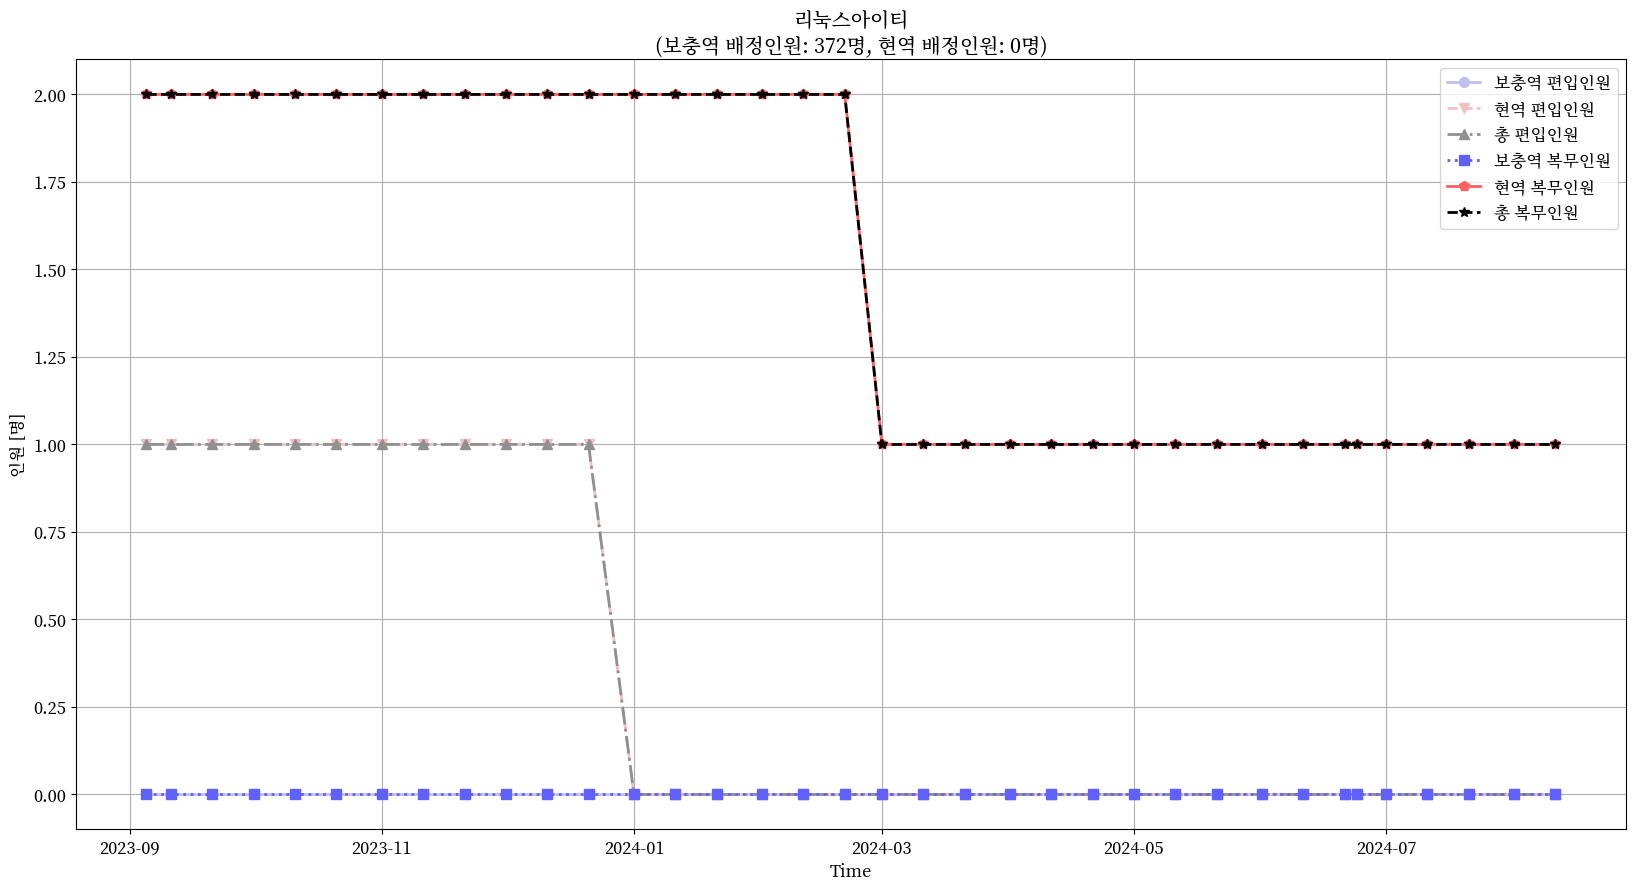 리눅스아이티
(보충역 배정인원: 372명, 현역 배정인원: 0명)
보충역 편입인원
현역 편입인원
총 편입인원
보충역 복무인원
현역 복무인원
총 복무인원
인원 [명]
2.00
1.75
1.50
1.25
1.00
0.75
0.50
0.25
0.00
2023-09 2023-11 2024-01 2024-03 2024-05 2024-07
Time